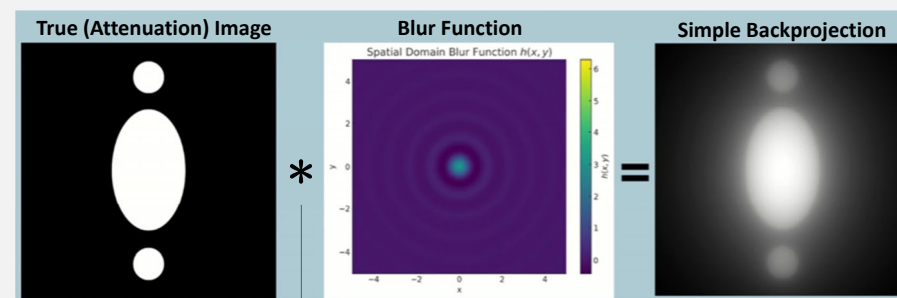 True (Attenuation) Image
Blur Function
Simple Backprojection
Spatial Domain Blur Function h(x, y)
4
2
0
−2
−4
y
−4 −2 0 2 4
x
6
5
4
3
2
1
0
h(x, y)
*
=